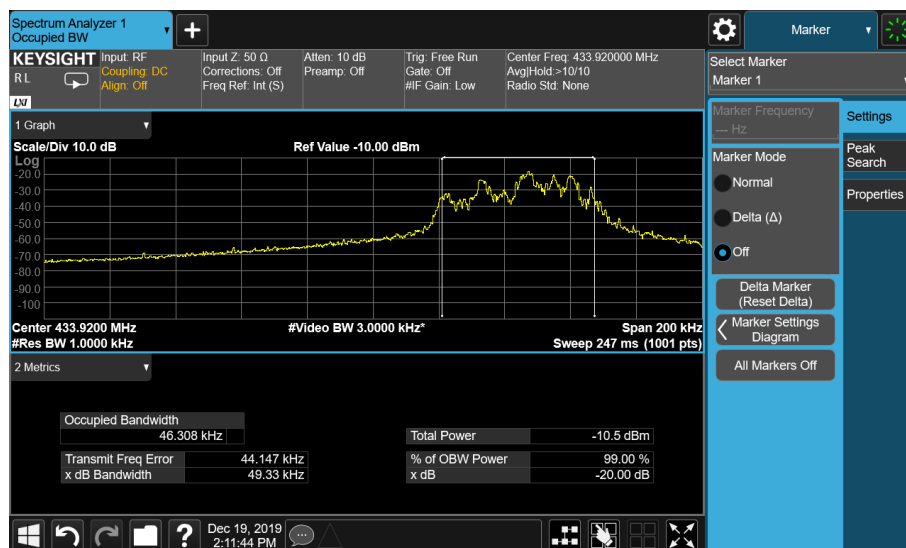 Spectrum Analyzer 1
Occupied BW
Marker
KEYSIGHT
R L
LXI
Input: RF
Coupling: DC
Align: Off
Input Z: 50 Ω
Corrections: Off
Freq Ref: Int (S)
Atten: 10 dB
Preamp: Off
Trig: Free Run
Gate: Off
#IF Gain: Low
Center Freq: 433.920000 MHz
Avg|Hold:>10/10
Radio Std: None
Select Marker
Marker 1
Marker Frequency
--- Hz
Settings
Marker Mode
Normal
Delta (Δ)
Off
Peak
Search
Properties
Delta Marker
(Reset Delta)
Marker Settings
Diagram
All Markers Off
1 Graph
Scale/Div 10.0 dB
Ref Value -10.00 dBm
Log
-20.0
-30.0
-40.0
-50.0
-60.0
-70.0
-80.0
-90.0
-100
Center 433.9200 MHz
#Video BW 3.0000 kHz*
Span 200 kHz
#Res BW 1.0000 kHz
Sweep 247 ms (1001 pts)
2 Metrics
Occupied Bandwidth
46.308 kHz
Total Power -10.5 dBm
Transmit Freq Error 44.147 kHz
% of OBW Power 99.00 %
x dB Bandwidth 49.33 kHz
x dB -20.00 dB
?
Dec 19, 2019
2:11:44 PM